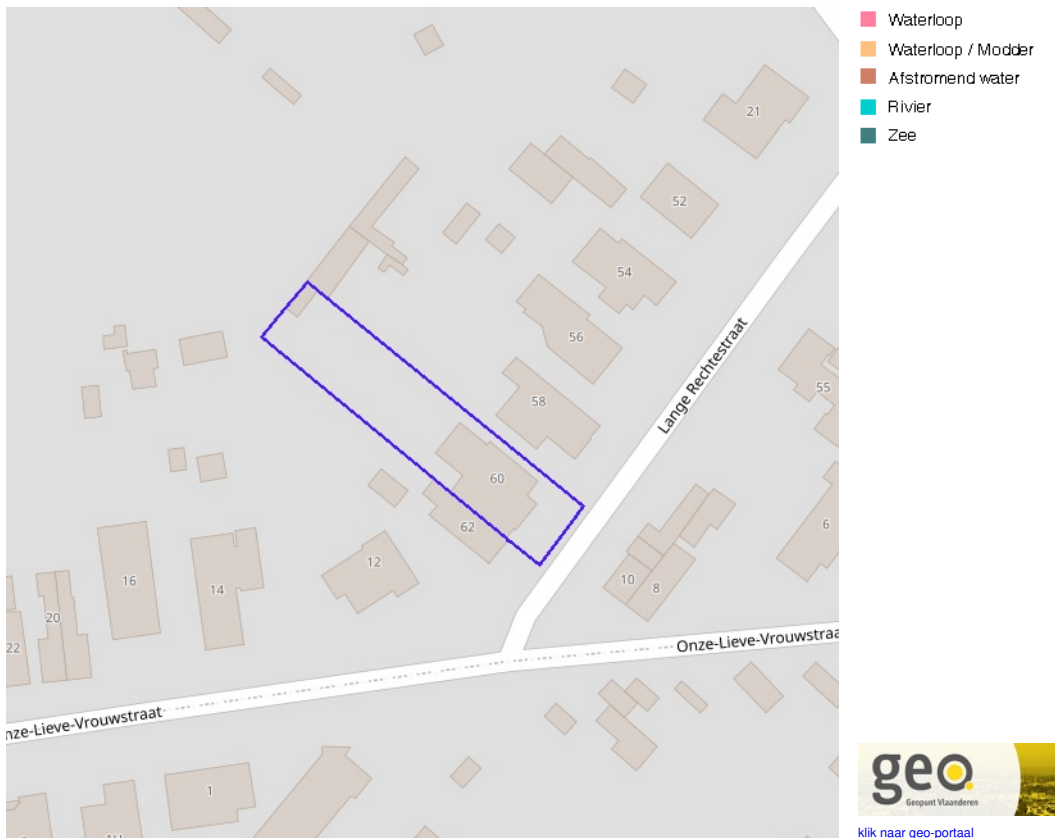 Waterloop
Waterloop / Modder
Afstromend water
Rivier
Zee
21
52
54
56
Lange Rechtestraat
55
58
60
62
6
12
10
8
16
14
20
22
Onze-Lieve-Vrouwstraa
nze-Lieve-Vrouwstraat
1
geo.
Geopunt Vlaanderen
klik naar geo-portaal